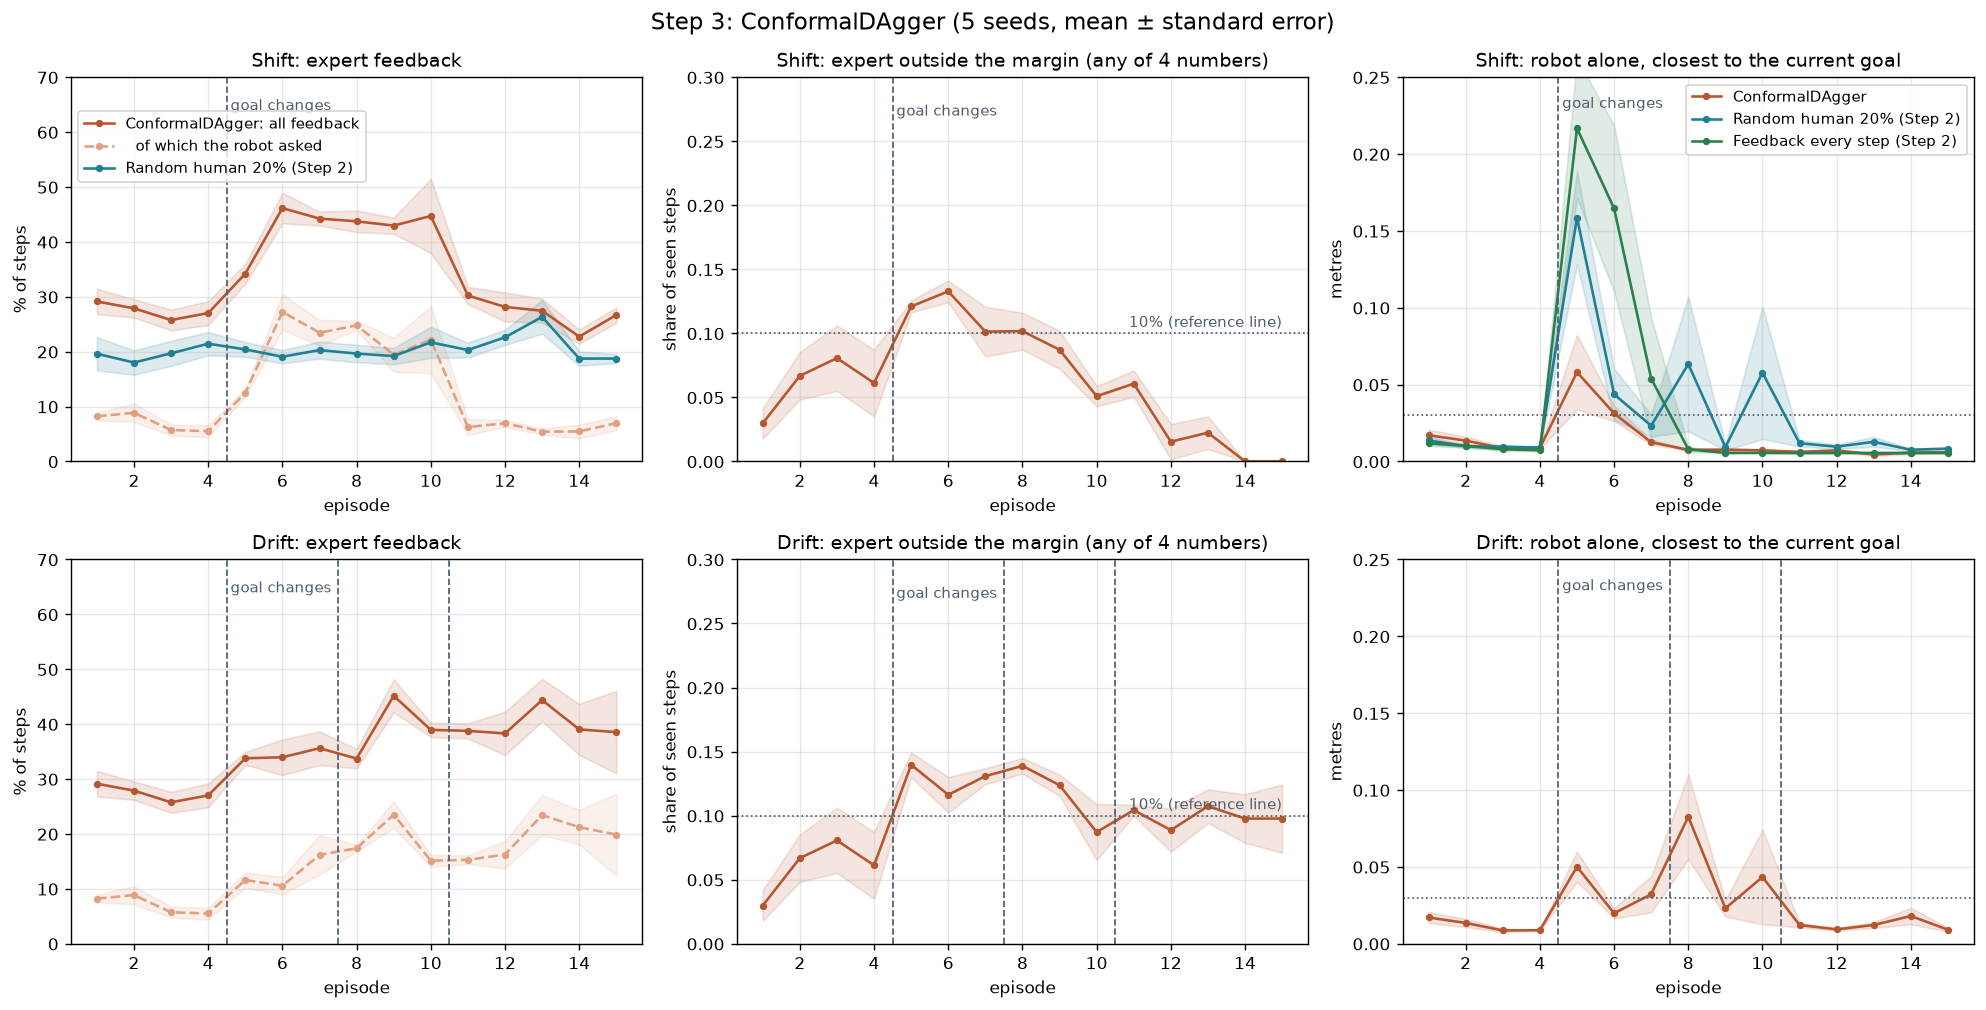 Step 3: ConformalDAgger (5 seeds, mean ± standard error)
Shift: expert feedback
% of steps
70
60
50
40
30
20
10
0
goal changes
ConformalDAgger: all feedback
of which the robot asked
Random human 20% (Step 2)
2 4 6 8 10 12 14
episode
Shift: expert outside the margin (any of 4 numbers)
share of seen steps
0.30
0.25
0.20
0.15
0.10
0.05
0.00
goal changes
10% (reference line)
2 4 6 8 10 12 14
episode
Shift: robot alone, closest to the current goal
metres
0.25
0.20
0.15
0.10
0.05
0.00
goal changes
ConformalDAgger
Random human 20% (Step 2)
Feedback every step (Step 2)
2 4 6 8 10 12 14
episode
Drift: expert feedback
% of steps
70
60
50
40
30
20
10
0
goal changes
2 4 6 8 10 12 14
episode
Drift: expert outside the margin (any of 4 numbers)
share of seen steps
0.30
0.25
0.20
0.15
0.10
0.05
0.00
goal changes
10% (reference line)
2 4 6 8 10 12 14
episode
Drift: robot alone, closest to the current goal
metres
0.25
0.20
0.15
0.10
0.05
0.00
goal changes
2 4 6 8 10 12 14
episode